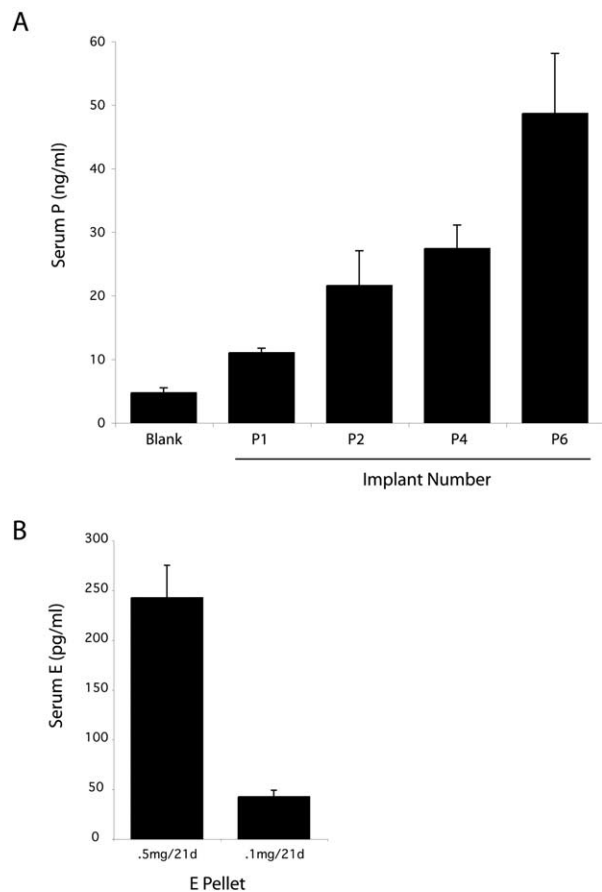 A
60
50
40
30
20
10
0
Serum P (ng/ml)
Blank P1 P2 P4 P6
Implant Number
B
300
250
200
150
100
50
0
Serum E (pg/ml)
.5mg/21d .1mg/21d
E Pellet